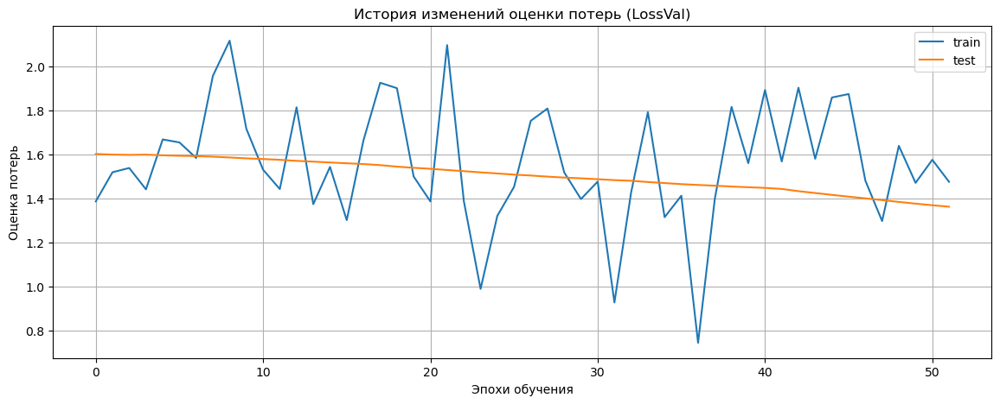 История изменений оценки потерь (LossVal)
train
test
Оценка потерь
2.0
1.8
1.6
1.4
1.2
1.0
0.8
0 10 20 30 40 50
Эпохи обучения